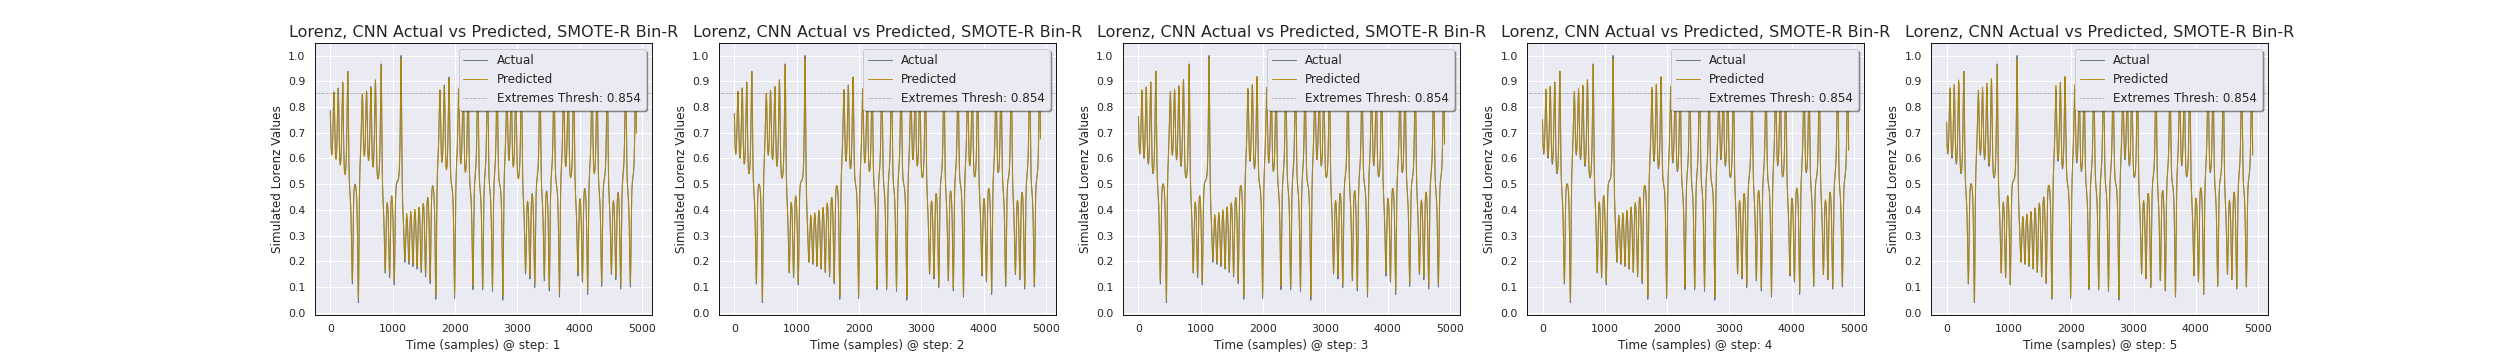 Lorenz, CNN Actual vs Predicted, SMOTE-R Bin-R
Actual
Predicted
Extremes Thresh: 0.854
Simulated Lorenz Values
1.0
0.9
0.8
0.7
0.6
0.5
0.4
0.3
0.2
0.1
0.0
0 1000 2000 3000 4000 5000
Time (samples) @ step: 1
Lorenz, CNN Actual vs Predicted, SMOTE-R Bin-R
Actual
Predicted
Extremes Thresh: 0.854
Simulated Lorenz Values
1.0
0.9
0.8
0.7
0.6
0.5
0.4
0.3
0.2
0.1
0.0
0 1000 2000 3000 4000 5000
Time (samples) @ step: 2
Lorenz, CNN Actual vs Predicted, SMOTE-R Bin-R
Actual
Predicted
Extremes Thresh: 0.854
Simulated Lorenz Values
1.0
0.9
0.8
0.7
0.6
0.5
0.4
0.3
0.2
0.1
0.0
0 1000 2000 3000 4000 5000
Time (samples) @ step: 3
Lorenz, CNN Actual vs Predicted, SMOTE-R Bin-R
Actual
Predicted
Extremes Thresh: 0.854
Simulated Lorenz Values
1.0
0.9
0.8
0.7
0.6
0.5
0.4
0.3
0.2
0.1
0.0
0 1000 2000 3000 4000 5000
Time (samples) @ step: 4
Lorenz, CNN Actual vs Predicted, SMOTE-R Bin-R
Actual
Predicted
Extremes Thresh: 0.854
Simulated Lorenz Values
1.0
0.9
0.8
0.7
0.6
0.5
0.4
0.3
0.2
0.1
0.0
0 1000 2000 3000 4000 5000
Time (samples) @ step: 5